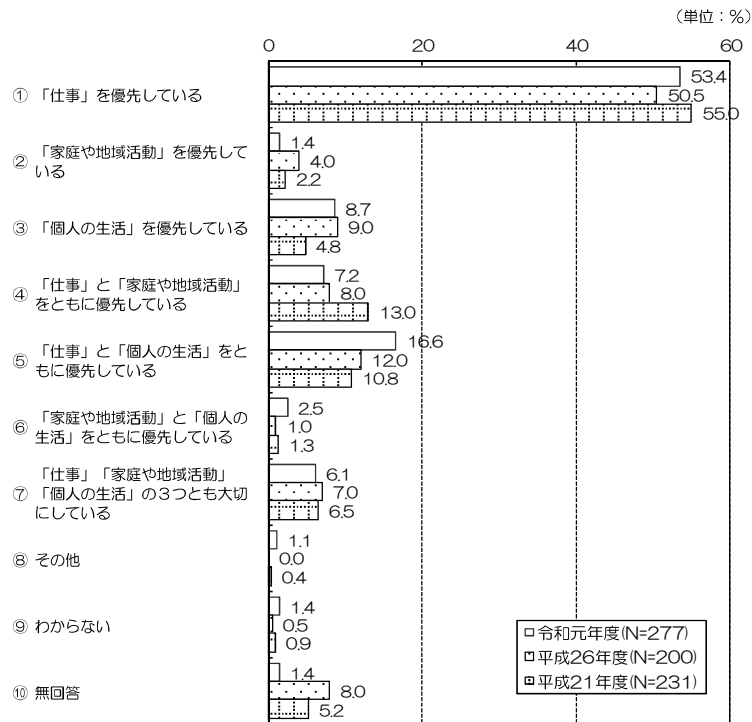 （単位：％）
0 20 40 60
① 「仕事」を優先している
53.4
50.5
55.0
② 「家庭や地域活動」を優先して
いる
1.4
4.0
2.2
③ 「個人の生活」を優先している
8.7
9.0
4.8
④ 「仕事」と「家庭や地域活動」
をともに優先している
7.2
8.0
13.0
⑤ 「仕事」と「個人の生活」をと
もに優先している
16.6
12.0
10.8
⑥ 「家庭や地域活動」と「個人の
生活」をともに優先している
2.5
1.0
1.3
⑦ 「仕事」「家庭や地域活動」
「個人の生活」の３つとも大切
にしている
6.1
7.0
6.5
⑧ その他
1.1
0.0
0.4
⑨ わからない
1.4
0.5
0.9
⑩ 無回答
1.4
8.0
5.2
令和元年度(N=277)
平成26年度(N=200)
平成21年度(N=231)